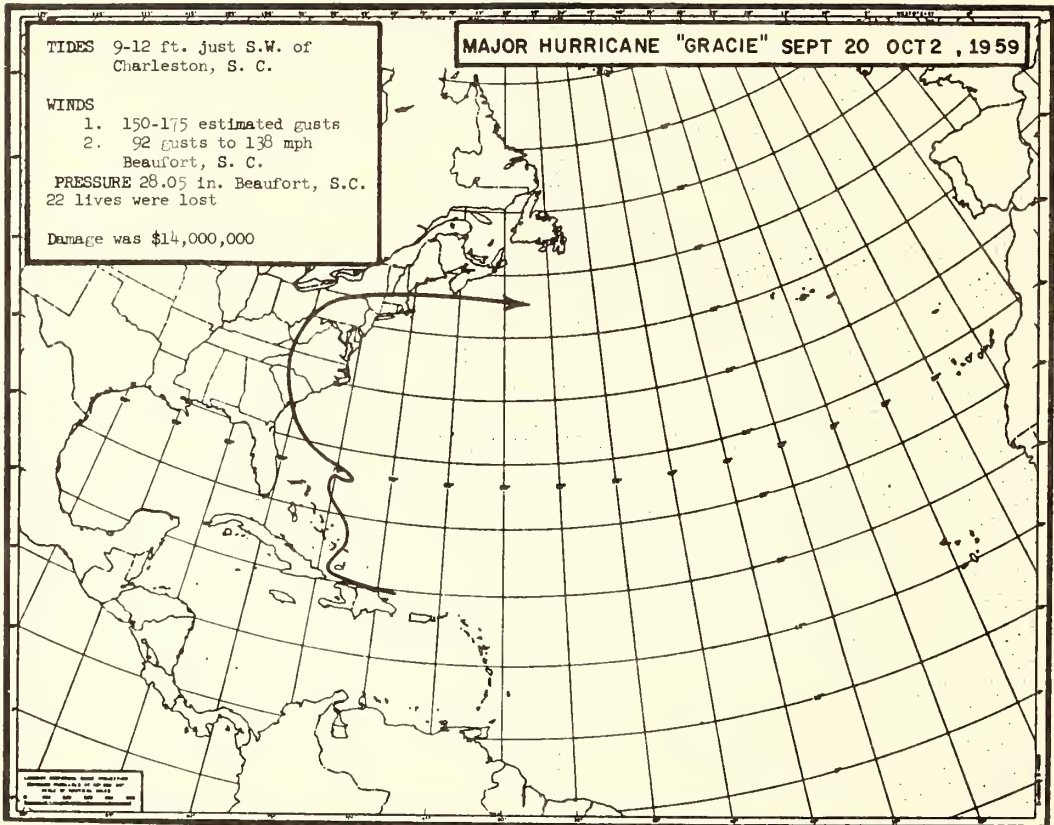 TIDES 9-12 ft. just S.W. of
Charleston, S. C.
WINDS
1. 150-175 estimated gusts
2. 92 gusts to 138 mph
Beaufort, S. C.
PRESSURE 28.05 in. Beaufort, S.C.
22 lives were lost
Damage was $14,000,000
MAJOR HURRICANE "GRACIE" SEPT 20 OCT 2 , 1959